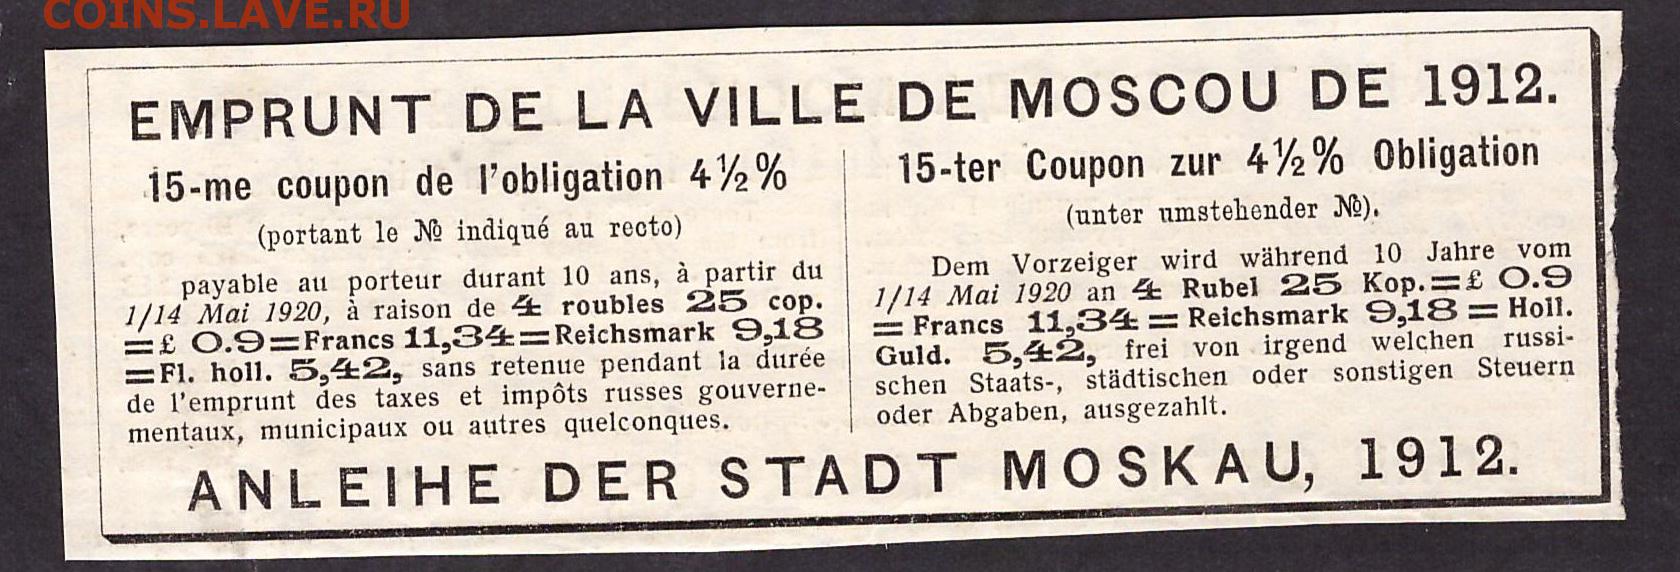 COINS.LAVE.RU
EMPRUNT DE LA VILLE DE MOSCOU DE 1912.
15-me coupon de l'obligation 4½%
(portant le № indiqué au recto)
payable au porteur durant 10 ans, à partir du
1/14 Mai 1920, à raison de 4 roubles 25 cop.
=£ 0.9=Francs 11,34=Reichsmark 9,18
=Fl. holl. 5,42, sans retenue pendant la durée
de l'emprunt des taxes et impôts russes gouverne-
mentaux, municipaux ou autres quelconques.
15-ter Coupon zur 4½% Obligation
(unter umstehender №).
Dem Vorzeiger wird während 10 Jahre vom
1/14 Mai 1920 an 4 Rubel 25 Kop.=£ 0.9
=Francs 11,34=Reichsmark 9,18=Holl.
Guld. 5,42, frei von irgend welchen russi-
schen Staats-, städtischen oder sonstigen Steuern
oder Abgaben, ausgezahlt.
ANLEIHE DER STADT MOSKAU, 1912.